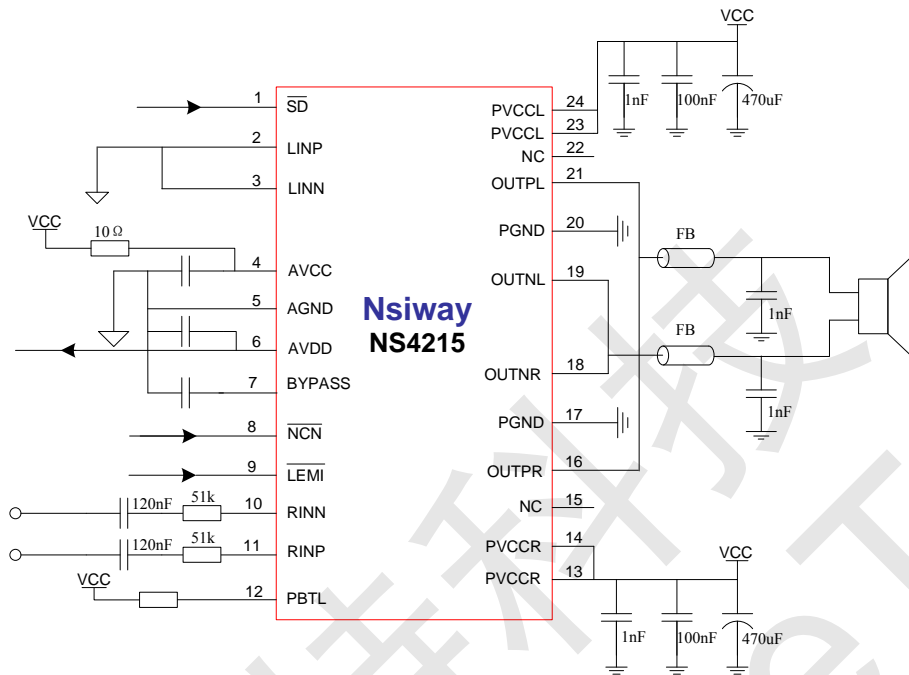 VCC
1nF 100nF 470uF
1 SD
2 LINP
3 LINN
VCC
10Ω
4 AVCC
5 AGND
6 AVDD
7 BYPASS
8 NCN
9 LEMI
120nF 51k 10 RINN
120nF 51k 11 RINP
VCC
12 PBTL
Nsiway
NS4215
PVCCL 24
PVCCL 23
NC 22
OUTPL 21
PGND 20
OUTNL 19
OUTNR 18
PGND 17
OUTPR 16
NC 15
PVCCR 14
PVCCR 13
FB
1nF
FB
1nF
VCC
1nF 100nF 470uF
科技